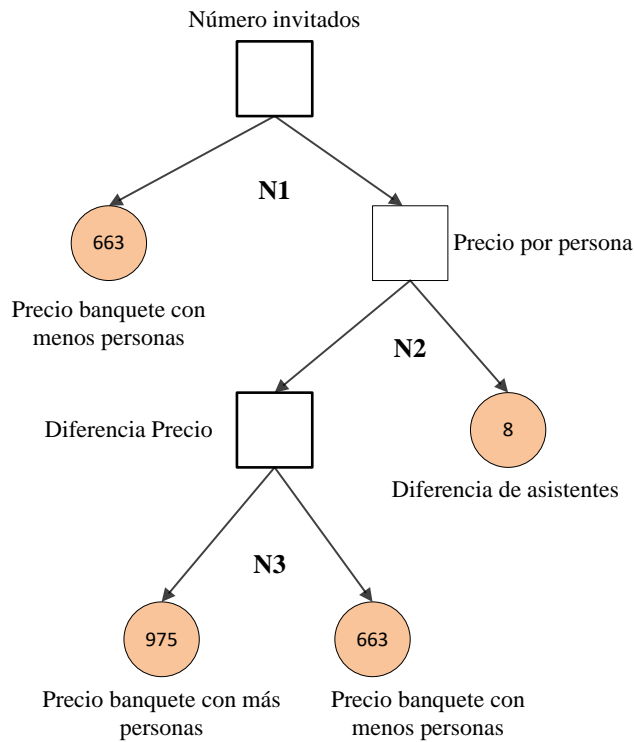 Número invitados
N1
663
Precio por persona
Precio banquete con
menos personas
N2
Diferencia Precio
8
Diferencia de asistentes
N3
975
663
Precio banquete con más
personas
Precio banquete con
menos personas